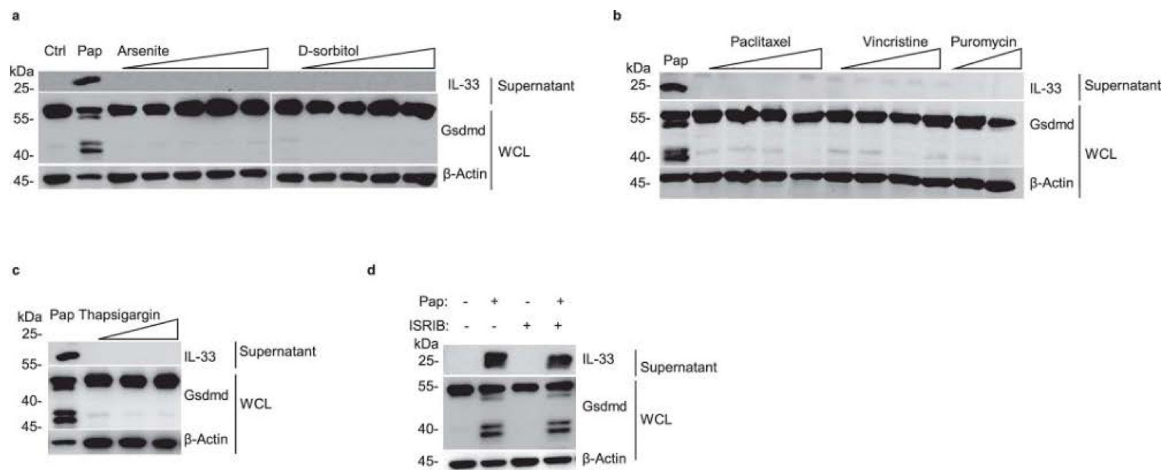 a
Ctrl Pap Arsenite D-sorbitol
kDa
25- IL-33 Supernatant
55- Gsdmd
40- WCL
45- β-Actin
b
Paclitaxel Vincristine Puromycin
Pap
kDa
25- IL-33 Supernatant
55- Gsdmd
40- WCL
45- β-Actin
c
kDa Pap Thapsigargin
25-
IL-33 Supernatant
55-
Gsdmd
40- WCL
45- β-Actin
d
Pap: - + - +
ISRIB: - - + +
kDa
25- IL-33 Supernatant
55-
Gsdmd WCL
40-
45- β-Actin